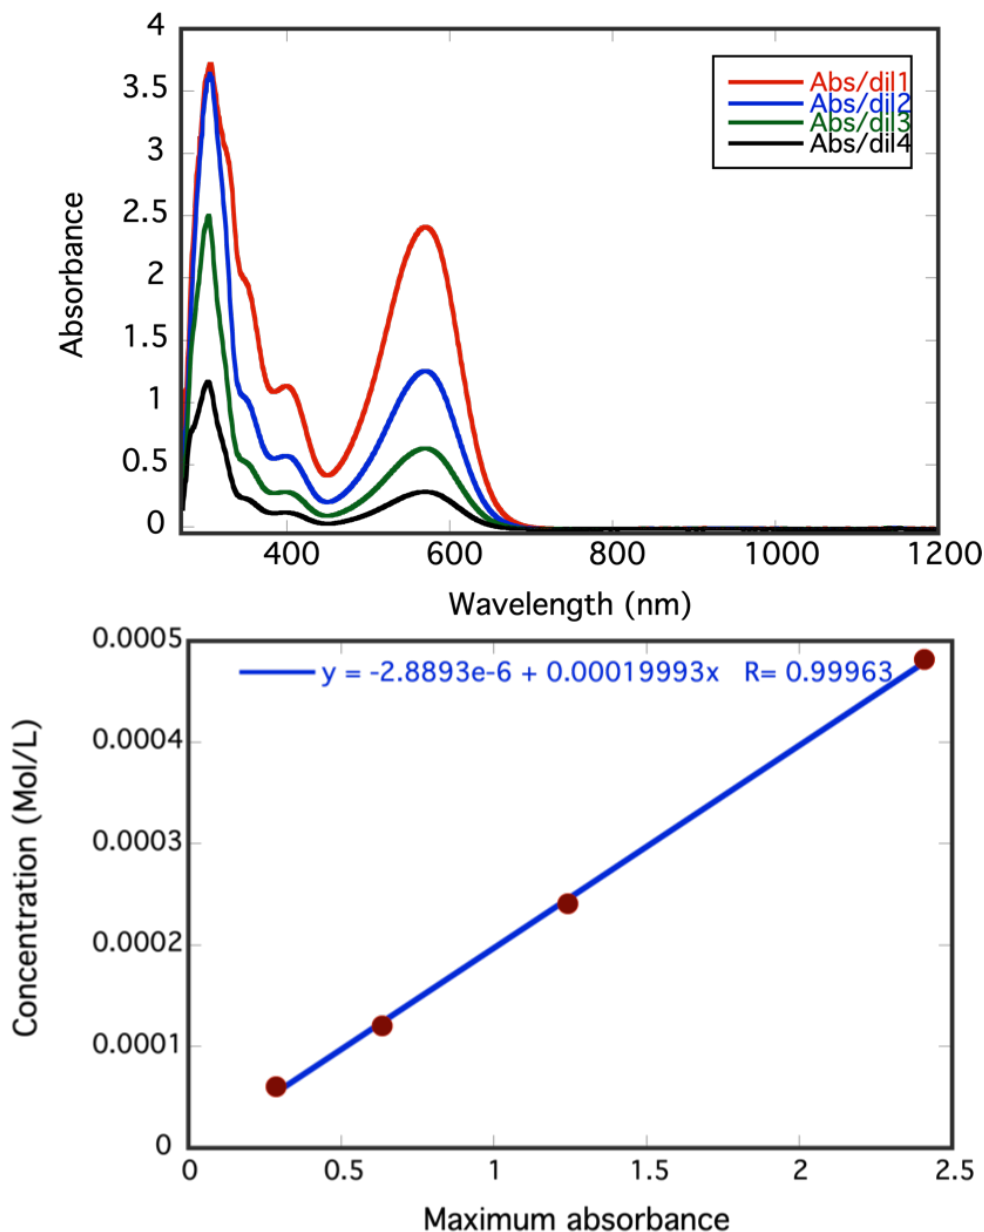 4
3.5
3
2.5
2
1.5
1
0.5
0
Absorbance
Abs/dil1
Abs/dil2
Abs/dil3
Abs/dil4
400 600 800 1000 1200
Wavelength (nm)
0.0005
0.0004
0.0003
0.0002
0.0001
0
Concentration (Mol/L)
y = -2.8893e-6 + 0.00019993x R= 0.99963
0 0.5 1 1.5 2 2.5
Maximum absorbance